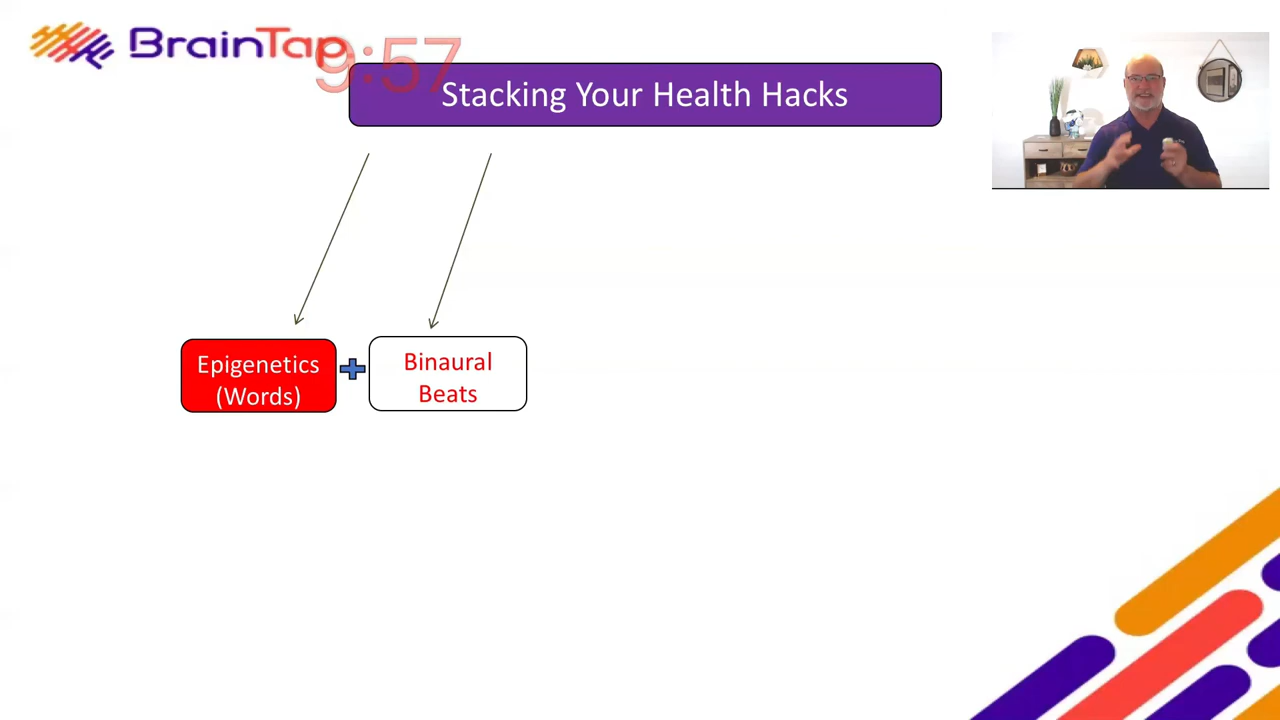 BrainTap
9:57
Stacking Your Health Hacks
Epigenetics
(Words)
Binaural
Beats